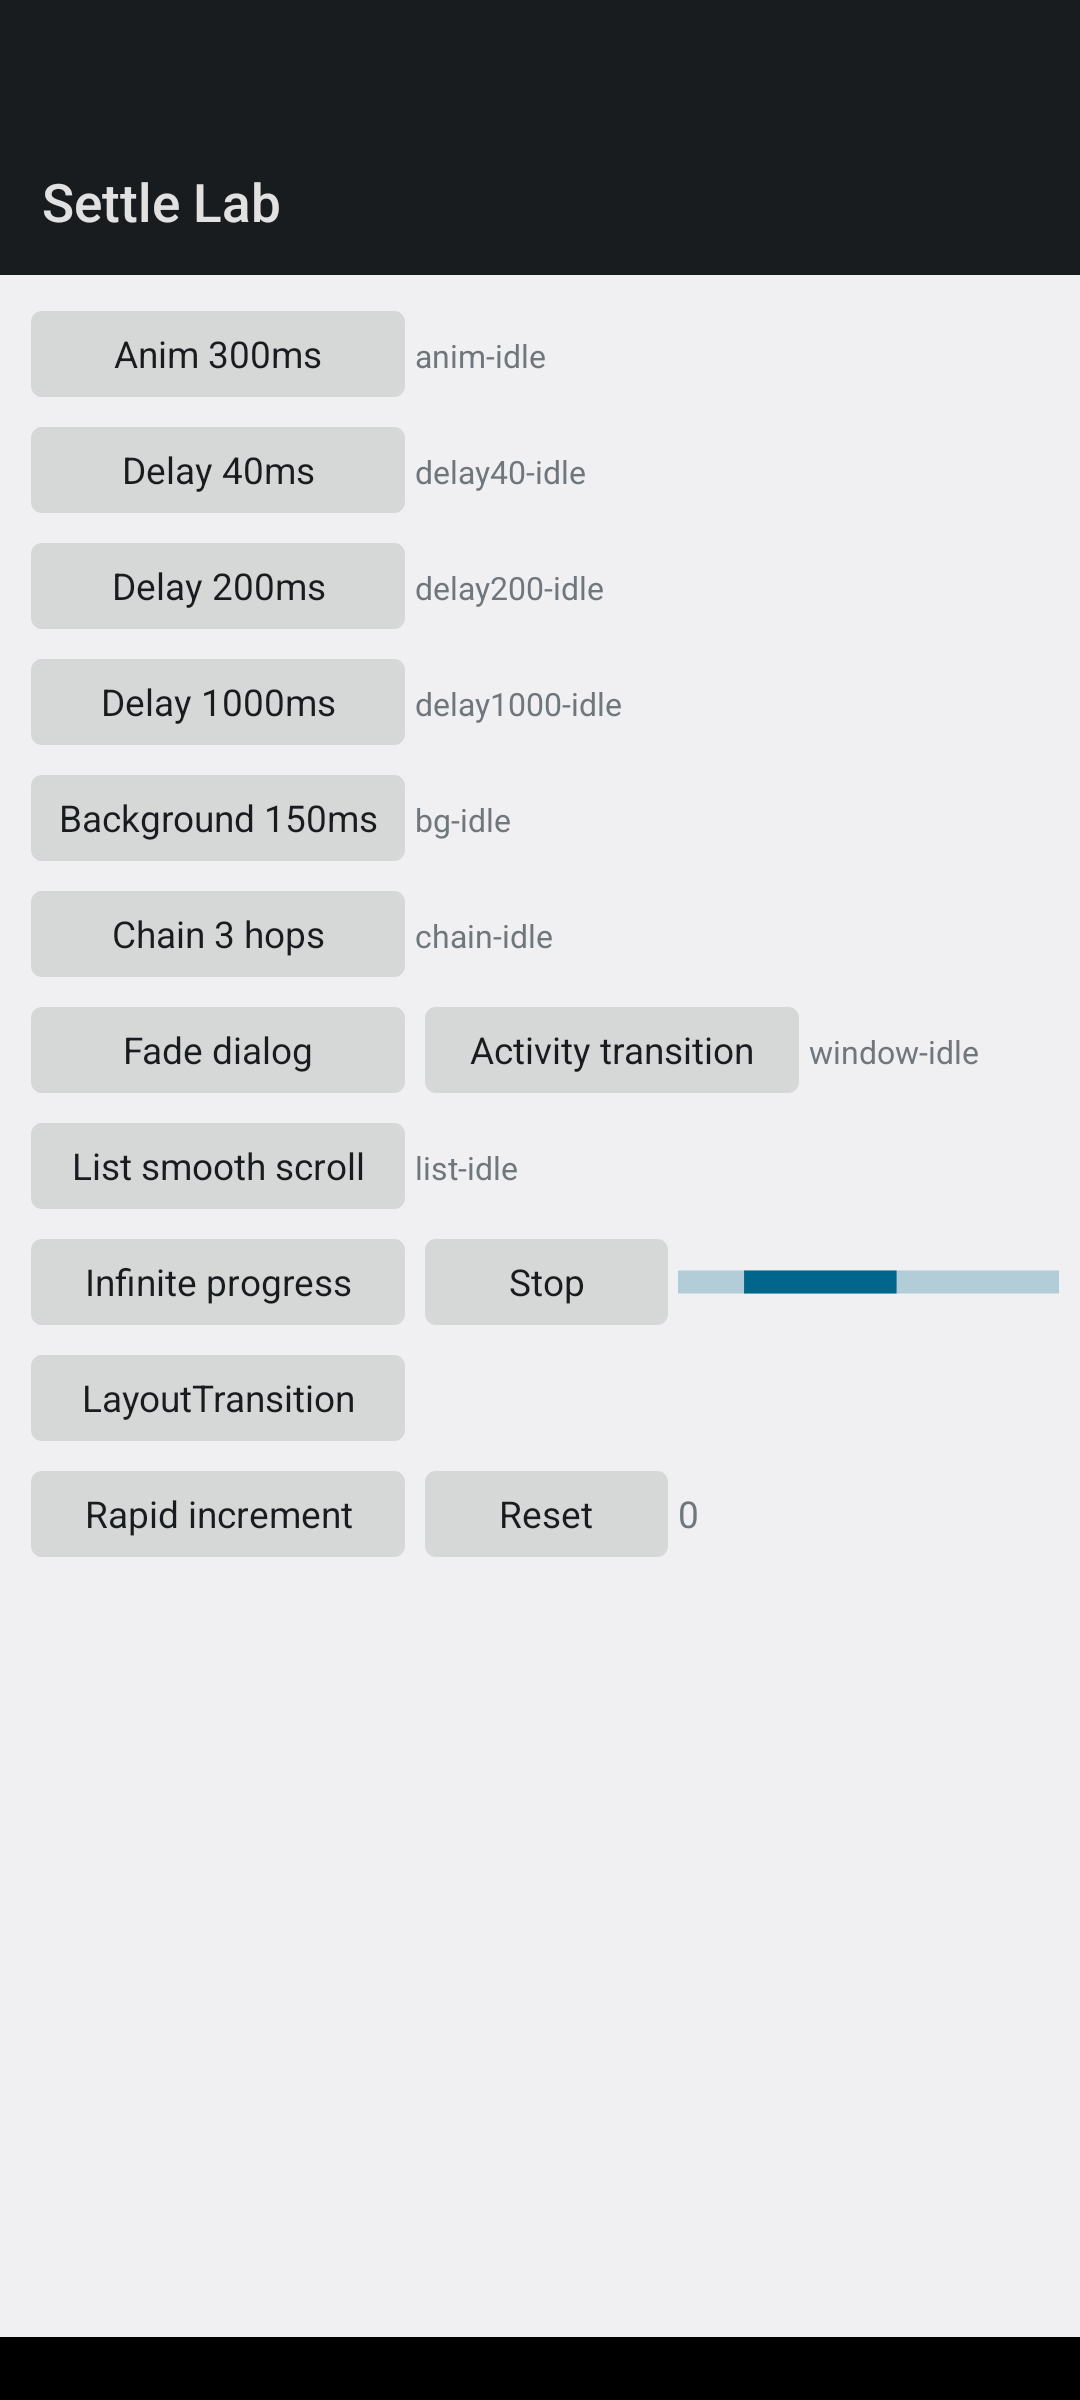 Settle Lab
Anim 300ms anim-idle
Delay 40ms delay40-idle
Delay 200ms delay200-idle
Delay 1000ms delay1000-idle
Background 150ms bg-idle
Chain 3 hops chain-idle
Fade dialog Activity transition window-idle
List smooth scroll list-idle
Infinite progress Stop
LayoutTransition
Rapid increment Reset 0